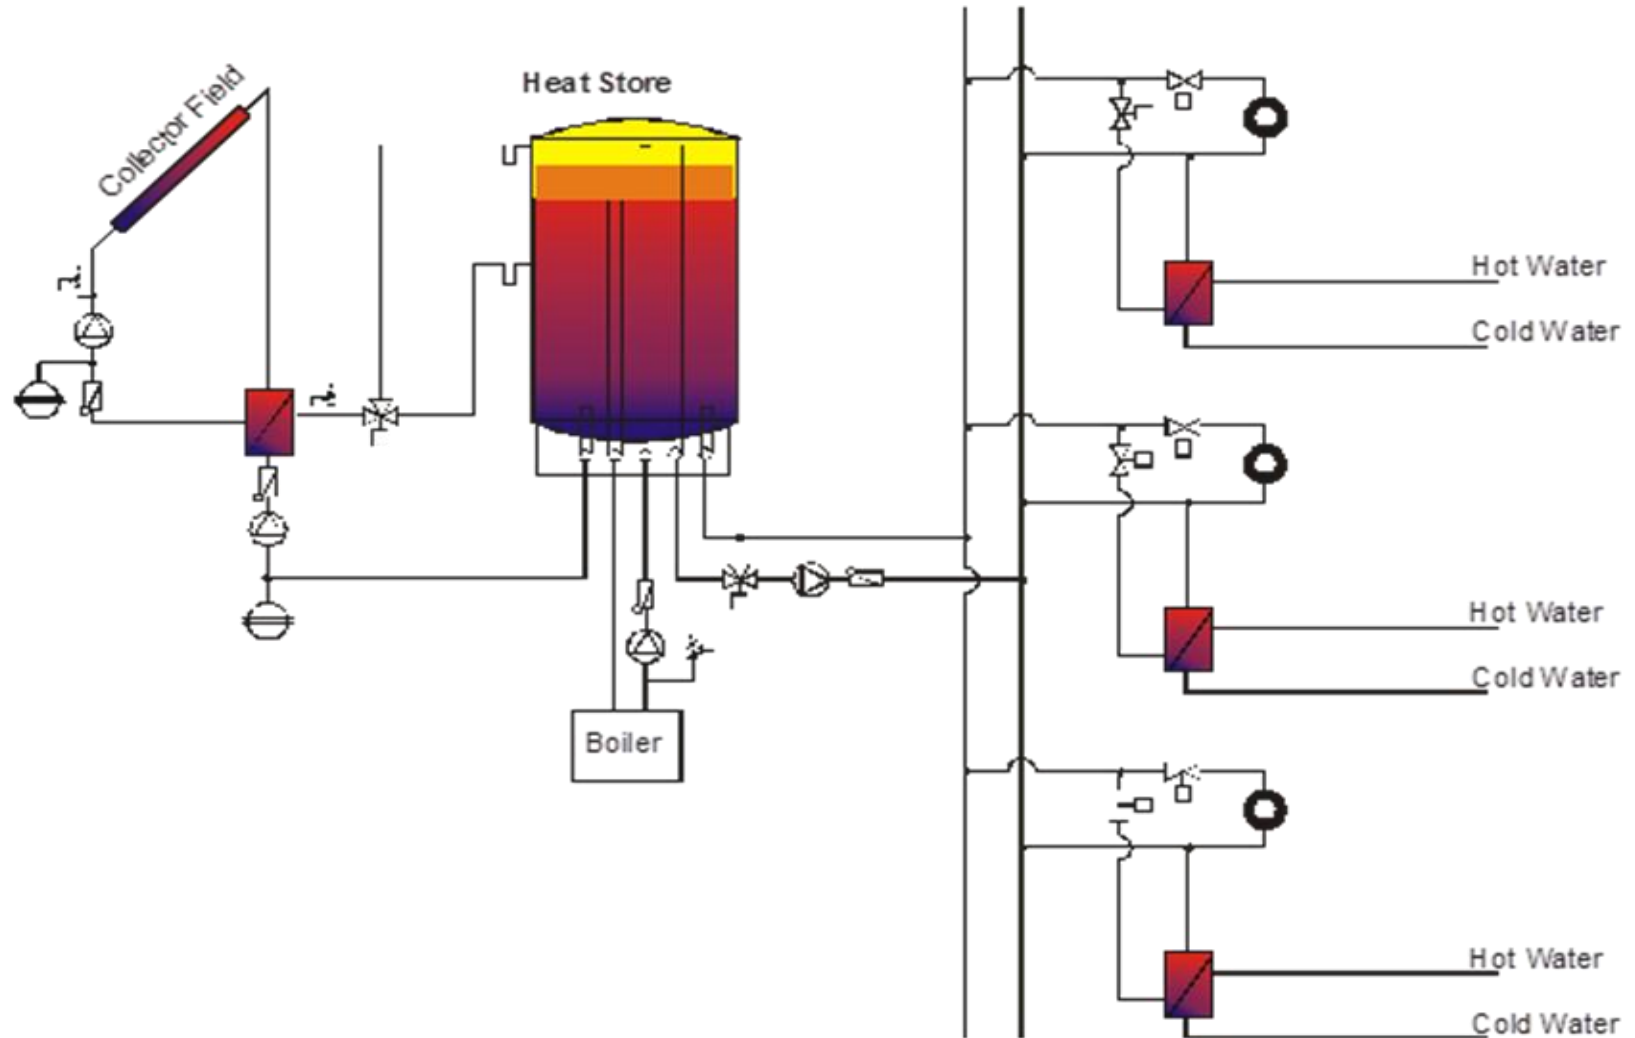 Collector Field
Heat Store
Hot Water
Cold Water
Boiler
Hot Water
Cold Water
Hot Water
Cold Water